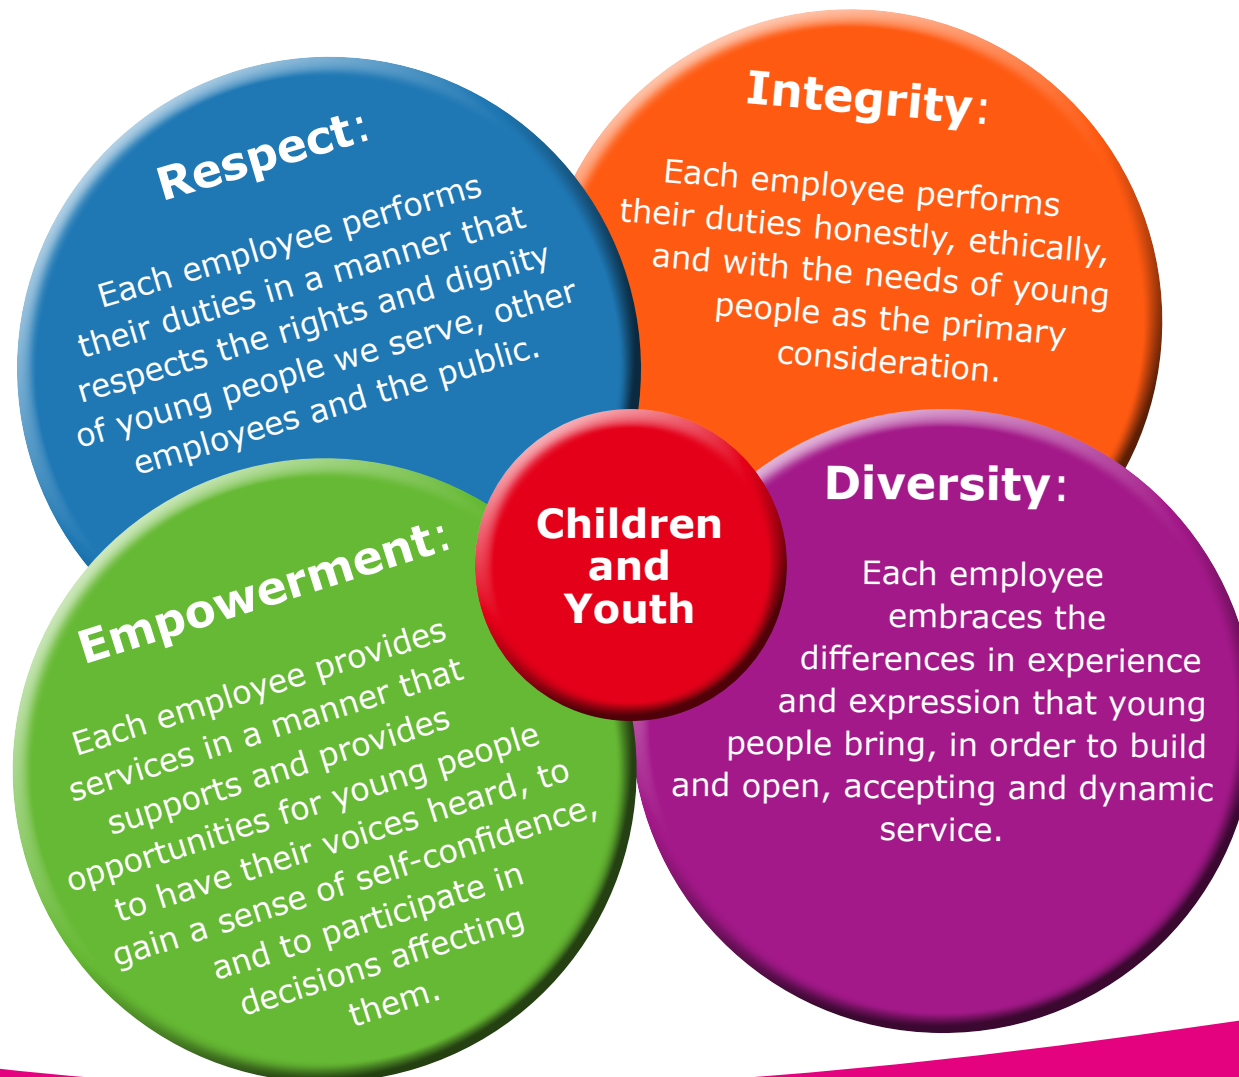 Respect:
Each employee performs
their duties in a manner that
respects the rights and dignity
of young people we serve, other
employees and the public.
Integrity:
Each employee performs
their duties honestly, ethically,
and with the needs of young
people as the primary
consideration.
Children
and
Youth
Empowerment:
Each employee provides
services in a manner that
supports and provides
opportunities for young people
to have their voices heard, to
gain a sense of self-confidence,
and to participate in
decisions affecting
them.
Diversity:
Each employee
embraces the
differences in experience
and expression that young
people bring, in order to build
and open, accepting and dynamic
service.